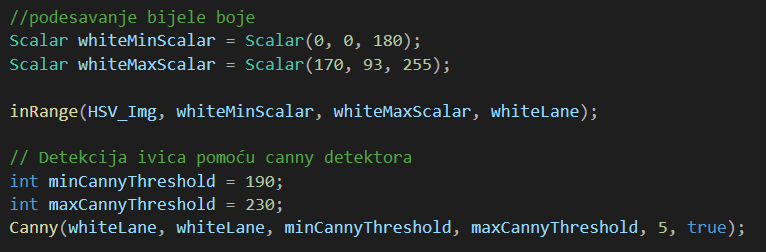 //podesavanje bijele boje
Scalar whiteMinScalar = Scalar(0, 0, 180);
Scalar whiteMaxScalar = Scalar(170, 93, 255);
inRange(HSV_Img, whiteMinScalar, whiteMaxScalar, whiteLane);
// Detekcija ivica pomoću canny detektora
int minCannyThreshold = 190;
int maxCannyThreshold = 230;
Canny(whiteLane, whiteLane, minCannyThreshold, maxCannyThreshold, 5, true);